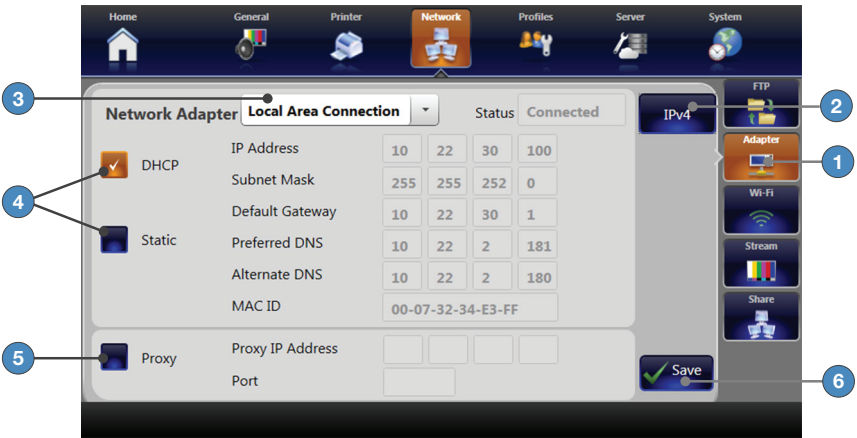 Home General Printer Network Profiles Server System
3
Network Adapter Local Area Connection Status Connected
IPv4
FTP
2
Adapter
1
4
DHCP
Static
IP Address 10 22 30 100
Subnet Mask 255 255 252 0
Default Gateway 10 22 30 1
Preferred DNS 10 22 2 181
Alternate DNS 10 22 2 180
MAC ID 00-07-32-34-E3-FF
Wi-Fi
Stream
Share
5
Proxy
Proxy IP Address
Port
Save
6